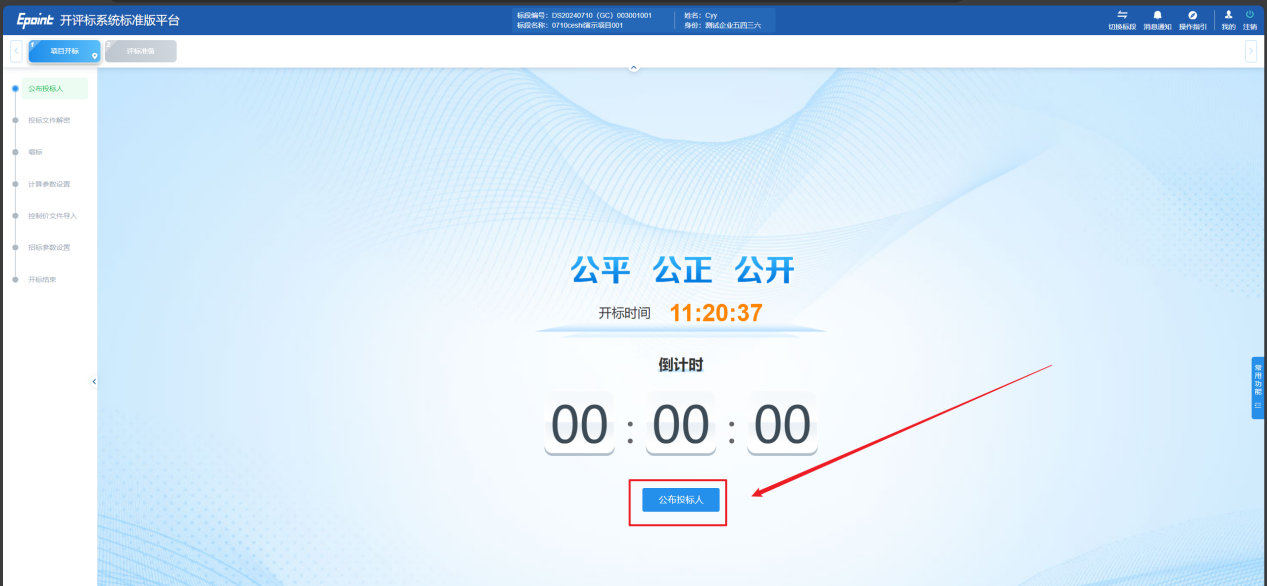 Epoint 开评标系统标准版平台
标段编号：DS20240710（GC）003001001
标段名称：0710ceshi演示项目001
姓名：Cyy
身份：测试企业五四三六
切换标段 消息通知 操作指引 我的 注销
1 项目开标
2 评标准备
公布投标人
投标文件解密
唱标
计算参数设置
控制价文件导入
招标参数设置
开标结束
公平 公正 公开
开标时间 11:20:37
倒计时
00 : 00 : 00
公布投标人
常用功能